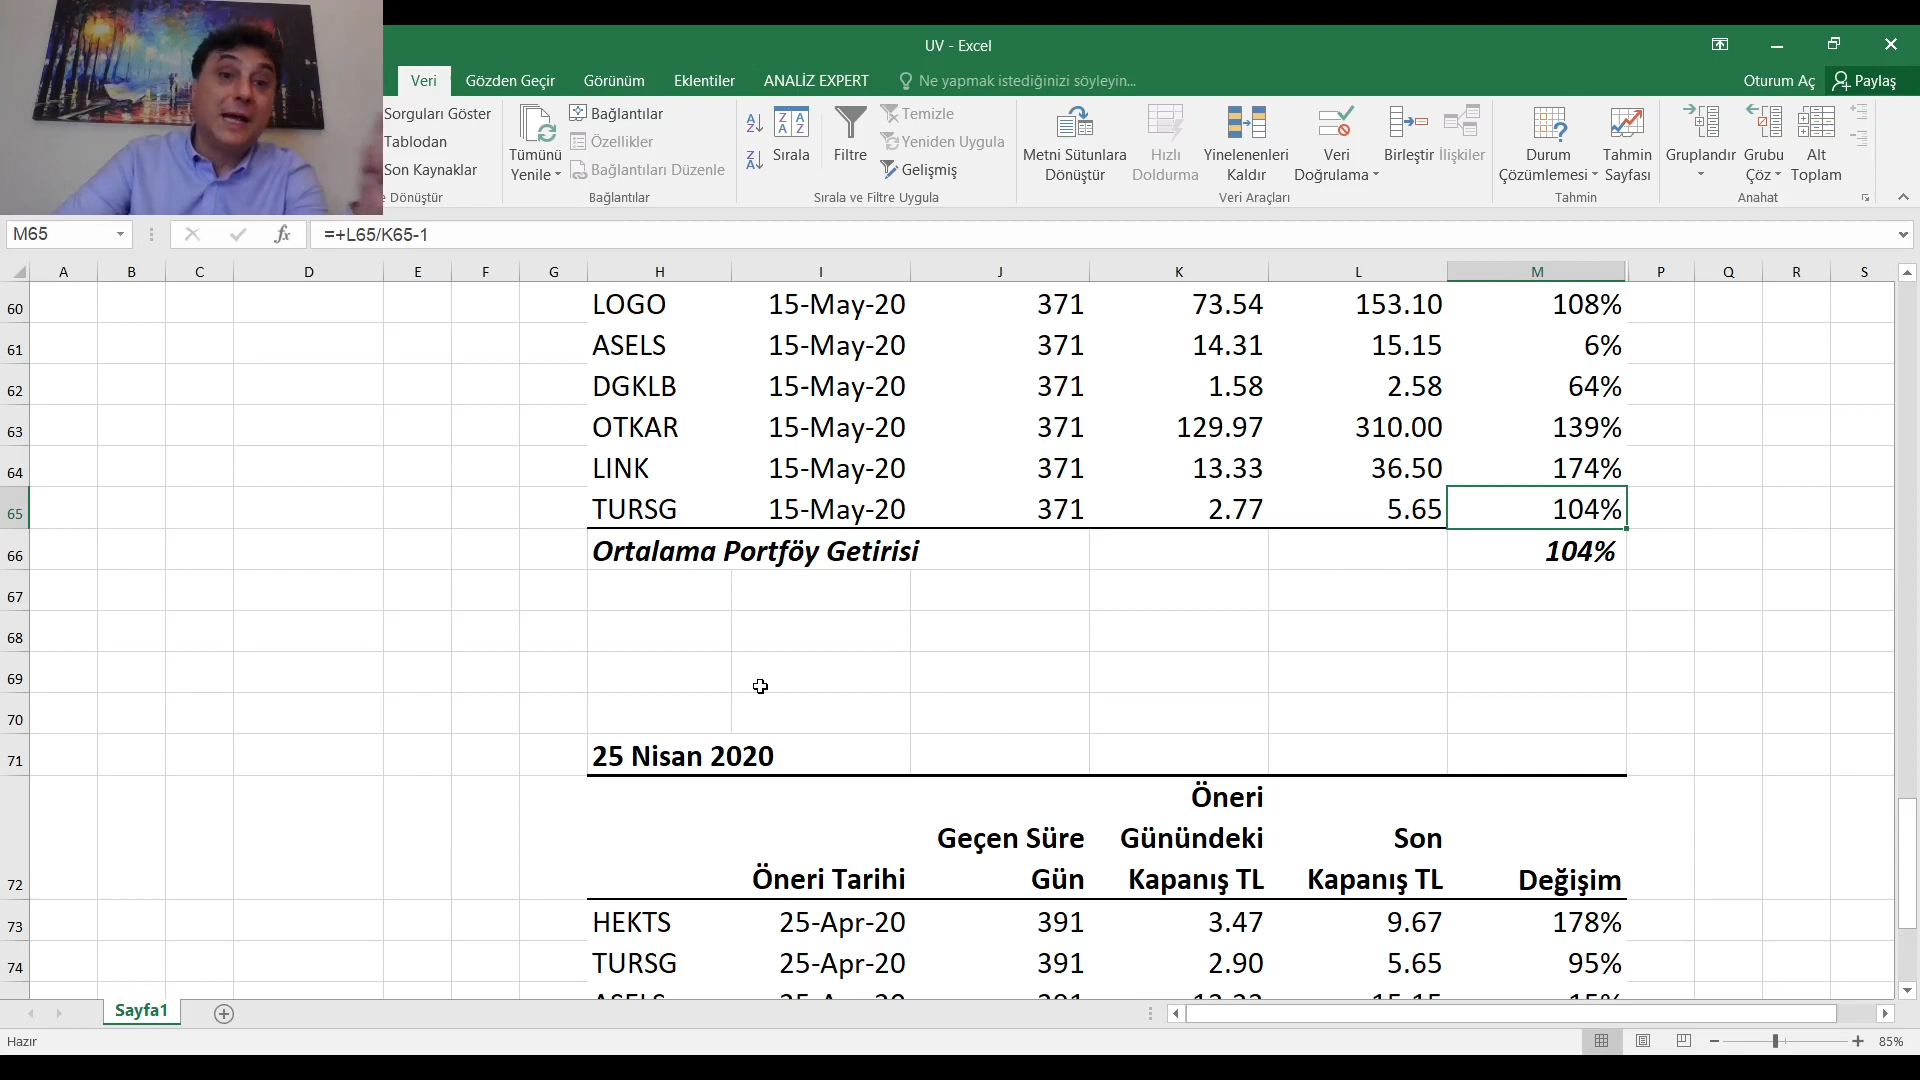 UV - Excel
Veri Gözden Geçir Görünüm Eklentiler ANALİZ EXPERT Ne yapmak istediğinizi söyleyin... Oturum Aç Paylaş
Sorguları Göster
Tablodan
Son Kaynaklar
Dönüştür
Tümünü
Yenile
Bağlantılar
Özellikler
Bağlantıları Düzenle
Bağlantılar
Sırala
Filtre
Temizle
Yeniden Uygula
Gelişmiş
Sırala ve Filtre Uygula
Metni Sütunlara
Dönüştür
Hızlı
Doldurma
Yinelenenleri
Kaldır
Veri
Doğrulama
Birleştir
İlişkiler
Veri Araçları
Durum
Çözümlemesi
Tahmin
Sayfası
Tahmin
Gruplandır
Grubu
Çöz
Alt
Toplam
Anahat
M65 fx =+L65/K65-1
A B C D E F G H I J K L M P Q R S
60 LOGO 15-May-20 371 73.54 153.10 108%
61 ASELS 15-May-20 371 14.31 15.15 6%
62 DGKLB 15-May-20 371 1.58 2.58 64%
63 OTKAR 15-May-20 371 129.97 310.00 139%
64 LINK 15-May-20 371 13.33 36.50 174%
65 TURSG 15-May-20 371 2.77 5.65 104%
66 Ortalama Portföy Getirisi 104%
67
68
69
70
71 25 Nisan 2020
Öneri
Geçen Süre Günündeki Son
72 Öneri Tarihi Gün Kapanış TL Kapanış TL Değişim
73 HEKTS 25-Apr-20 391 3.47 9.67 178%
74 TURSG 25-Apr-20 391 2.90 5.65 95%
Sayfa1
Hazır 85%